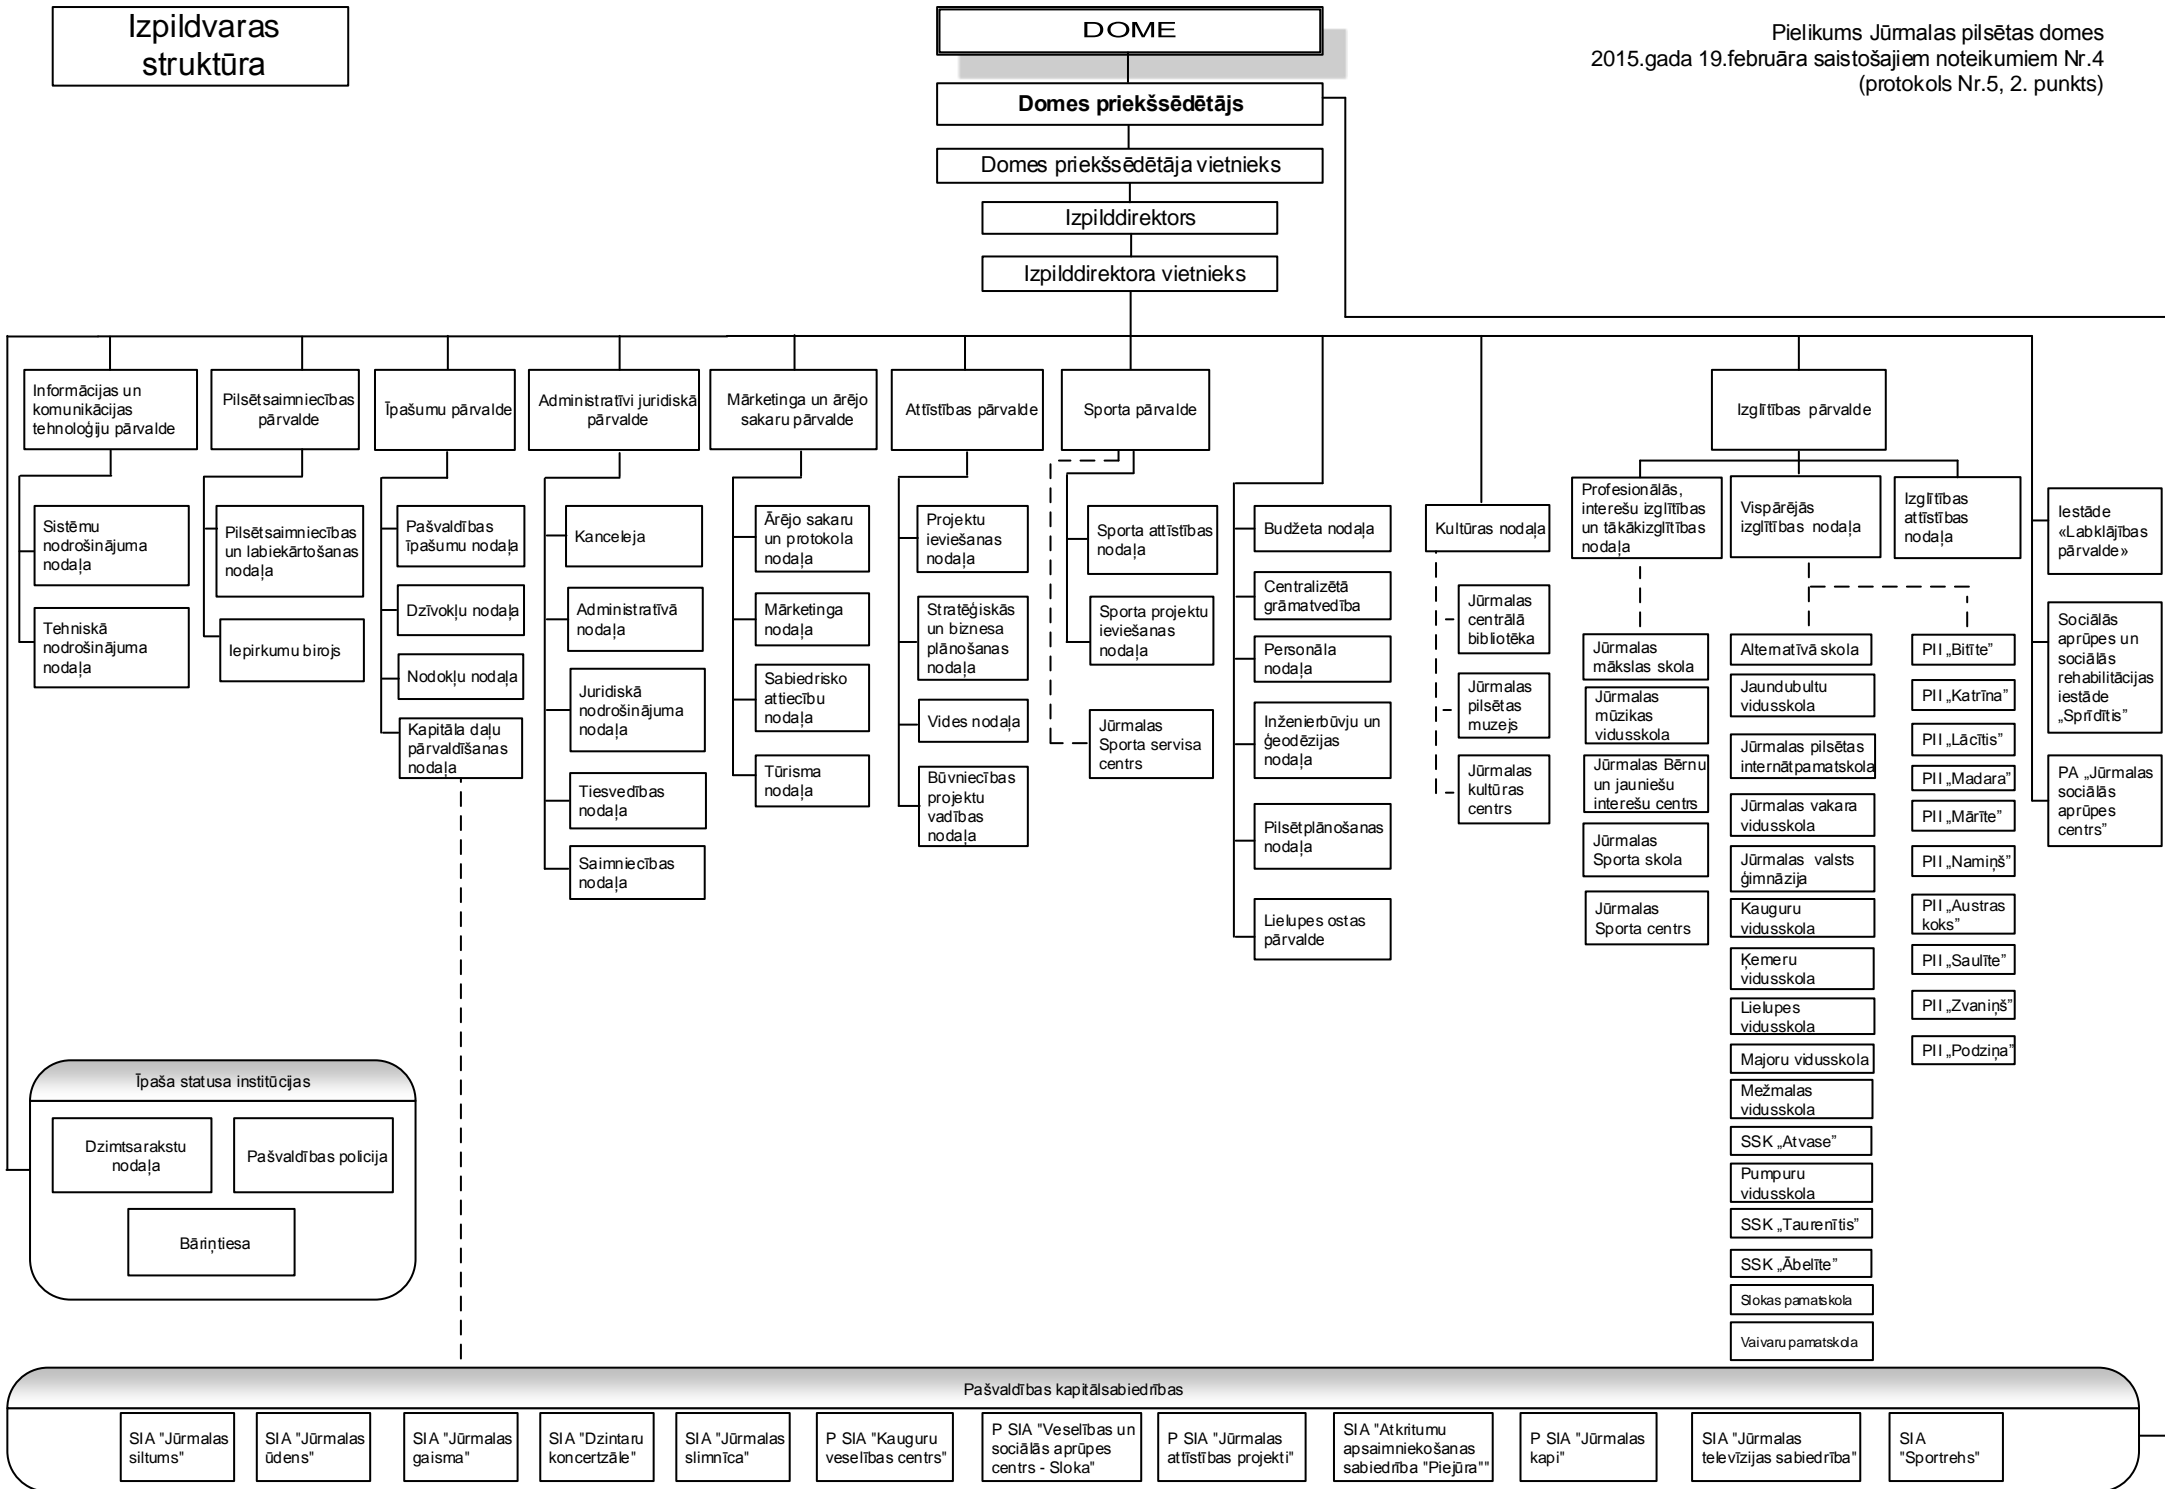 Izpildvaras
struktūra
DOME
Pielikums Jūrmalas pilsētas domes
2015.gada 19.februāra saistošajiem noteikumiem Nr.4
(protokols Nr.5, 2. punkts)
Domes priekšsēdētājs
Domes priekšsēdētāja vietnieks
Izpilddirektors
Izpilddirektora vietnieks
Informācijas un
komunikācijas
tehnoloģiju pārvalde
Pilsētsaimniecības
pārvalde
Īpašumu pārvalde
Administratīvi juridiskā
pārvalde
Mārketinga un ārējo
sakaru pārvalde
Attīstības pārvalde
Sporta pārvalde
Izglītības pārvalde
Sistēmu
nodrošinājuma
nodaļa
Tehniskā
nodrošinājuma
nodaļa
Pilsētsaimniecības
un labiekārtošanas
nodaļa
Iepirkumu birojs
Pašvaldības
īpašumu nodaļa
Dzīvokļu nodaļa
Nodokļu nodaļa
Kapitāla daļu
pārvaldīšanas
nodaļa
Kanceleja
Administratīvā
nodaļa
Juridiskā
nodrošinājuma
nodaļa
Tiesvedības
nodaļa
Saimniecības
nodaļa
Ārējo sakaru
un protokola
nodaļa
Mārketinga
nodaļa
Sabiedrisko
attiecību
nodaļa
Tūrisma
nodaļa
Projektu
ieviešanas
nodaļa
Stratēģiskās
un biznesa
plānošanas
nodaļa
Vides nodaļa
Būvniecības
projektu
vadības
nodaļa
Sporta attīstības
nodaļa
Sporta projektu
ieviešanas
nodaļa
Jūrmalas
Sporta servisa
centrs
Budžeta nodaļa
Centralizētā
grāmatvedība
Personāla
nodaļa
Inženierbūvju un
ģeodēzijas
nodaļa
Pilsētplānošanas
nodaļa
Lielupes ostas
pārvalde
Kultūras nodaļa
Jūrmalas
centrālā
bibliotēka
Jūrmalas
pilsētas
muzejs
Jūrmalas
kultūras
centrs
Profesionālās,
interešu izglītības
un tākākizglītības
nodaļa
Jūrmalas
mākslas skola
Jūrmalas
mūzikas
vidusskola
Jūrmalas Bērnu
un jauniešu
interešu centrs
Jūrmalas
Sporta skola
Jūrmalas
Sporta centrs
Vispārējās
izglītības nodaļa
Alternatīvā skola
Jaundubultu
vidusskola
Jūrmalas pilsētas
internātpamatskola
Jūrmalas vakara
vidusskola
Jūrmalas valsts
ģimnāzija
Kauguru
vidusskola
Ķemeru
vidusskola
Lielupes
vidusskola
Majoru vidusskola
Mežmalas
vidusskola
SSK „Atvase”
Pumpuru
vidusskola
SSK „Taurenītis”
SSK „Ābelīte”
Slokas pamatskola
Vaivaru pamatskola
Izglītības
attīstības
nodaļa
PII „Bitīte”
PII „Katrīna”
PII „Lācītis”
PII „Madara”
PII „Mārīte”
PII „Namiņš”
PII „Austras
koks”
PII „Saulīte”
PII „Zvaniņš”
PII „Podziņa”
Iestāde
«Labklājības
pārvalde»
Sociālās
aprūpes un
sociālās
rehabilitācijas
iestāde
„Sprīdītis”
PA „Jūrmalas
sociālās
aprūpes
centrs”
Īpaša statusa institūcijas
Dzimtsarakstu
nodaļa
Pašvaldības policija
Bāriņtiesa
Pašvaldības kapitālsabiedrības
SIA "Jūrmalas
siltums"
SIA "Jūrmalas
ūdens"
SIA "Jūrmalas
gaisma"
SIA "Dzintaru
koncertzāle"
SIA "Jūrmalas
slimnīca"
P SIA "Kauguru
veselības centrs"
P SIA "Veselības un
sociālās aprūpes
centrs - Sloka"
P SIA "Jūrmalas
attīstības projekti"
SIA "Atkritumu
apsaimniekošanas
sabiedrība "Piejūra""
P SIA "Jūrmalas
kapi"
SIA "Jūrmalas
televīzijas sabiedrība"
SIA
"Sportrehs"